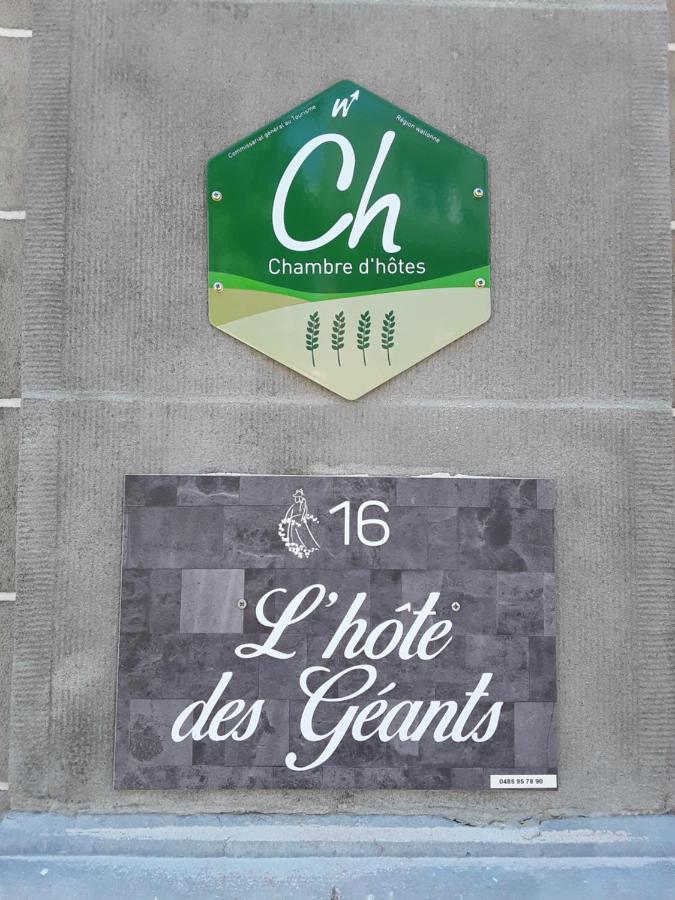 W
Commissariat général au Tourisme
Région wallonne
Ch
Chambre d'hôtes
16
L'hôte
des Géants
0485 95 78 90